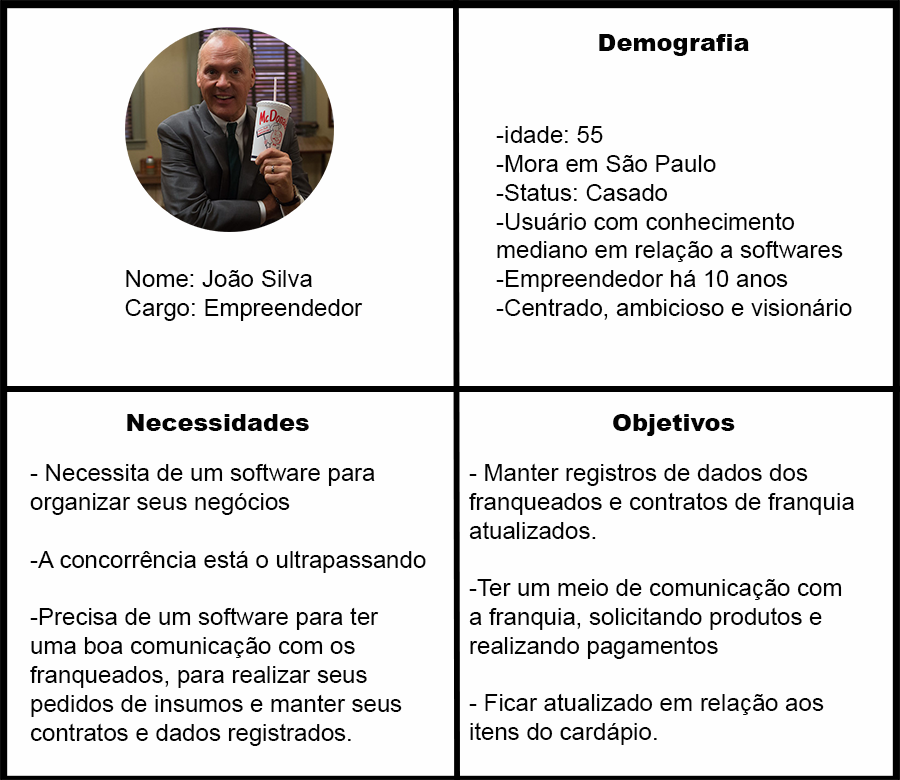 McDonald's
Nome: João Silva
Cargo: Empreendedor
Demografia
-idade: 55
-Mora em São Paulo
-Status: Casado
-Usuário com conhecimento
mediano em relação a softwares
-Empreendedor há 10 anos
-Centrado, ambicioso e visionário
Necessidades
- Necessita de um software para
organizar seus negócios
-A concorrência está o ultrapassando
-Precisa de um software para ter
uma boa comunicação com os
franqueados, para realizar seus
pedidos de insumos e manter seus
contratos e dados registrados.
Objetivos
- Manter registros de dados dos
franqueados e contratos de franquia
atualizados.
-Ter um meio de comunicação com
a franquia, solicitando produtos e
realizando pagamentos
- Ficar atualizado em relação aos
itens do cardápio.